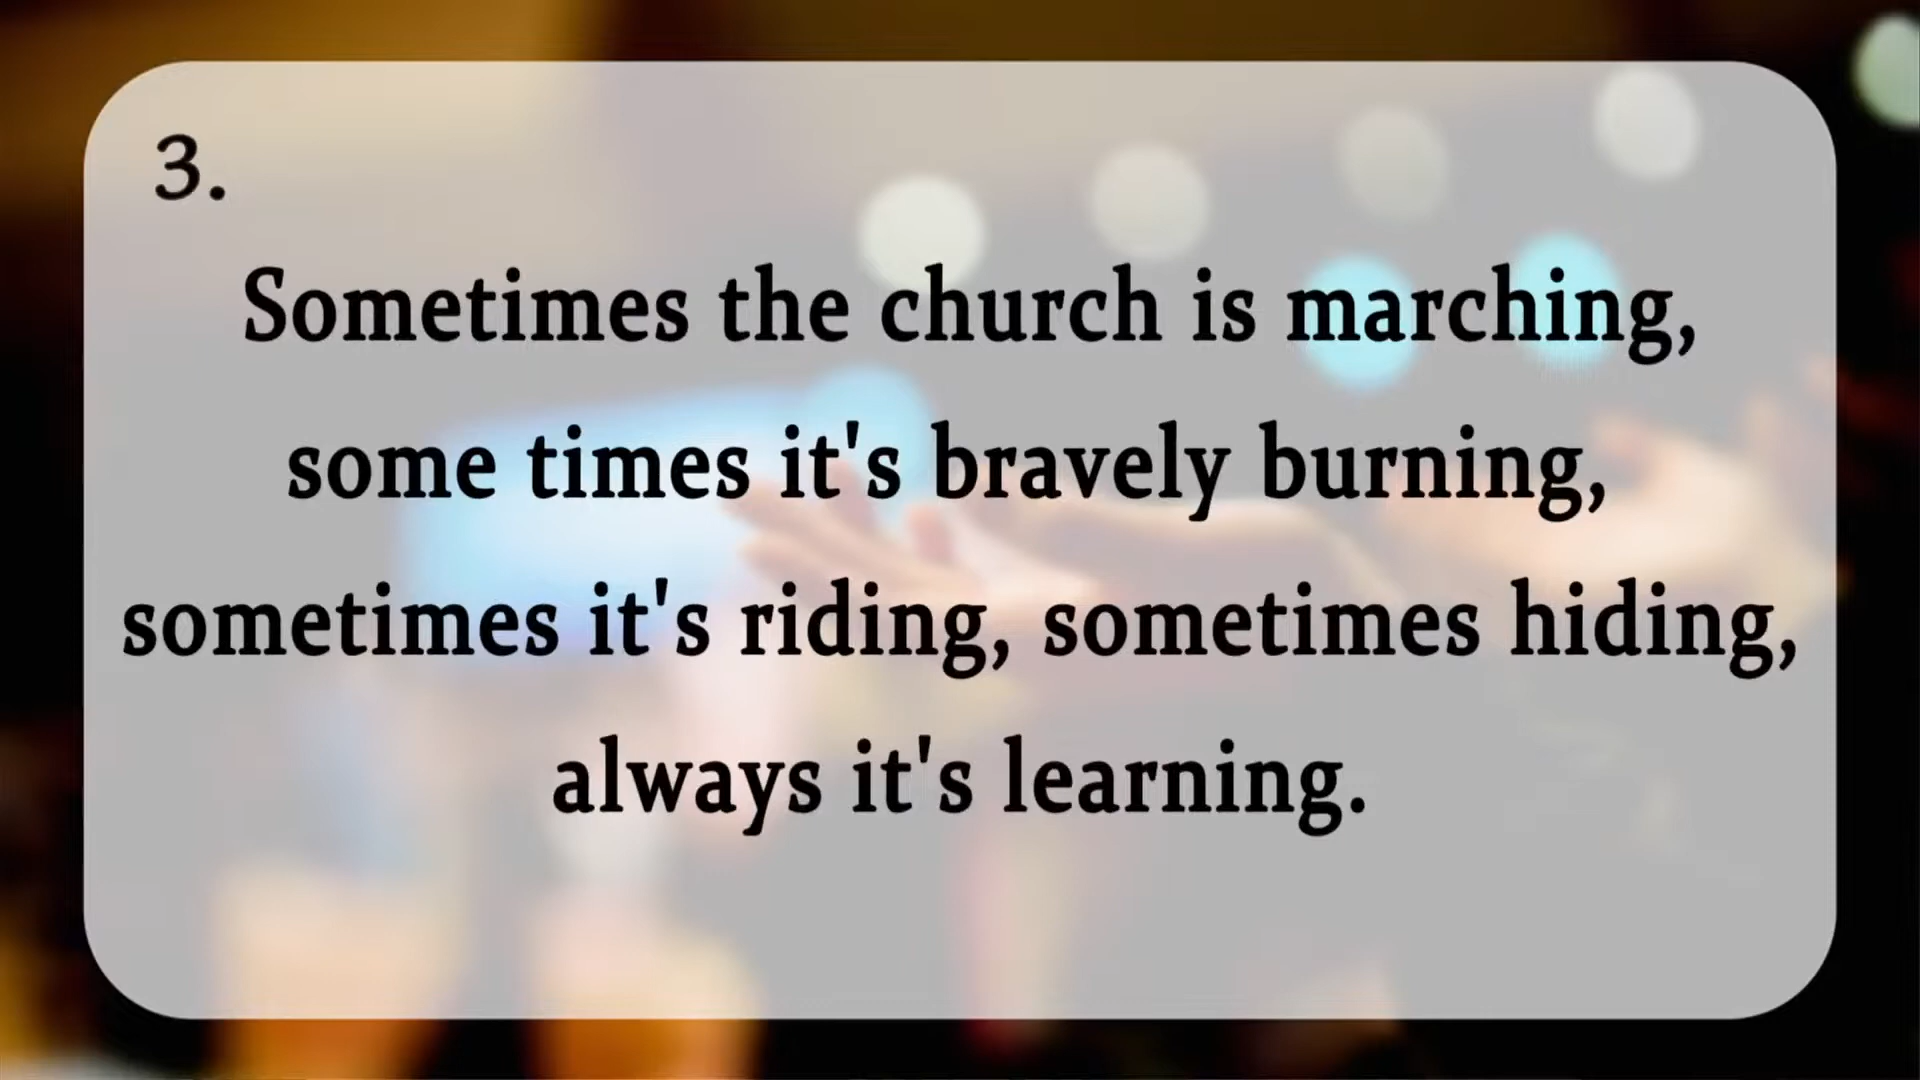 3.
Sometimes the church is marching,
some times it's bravely burning,
sometimes it's riding, sometimes hiding,
always it's learning.